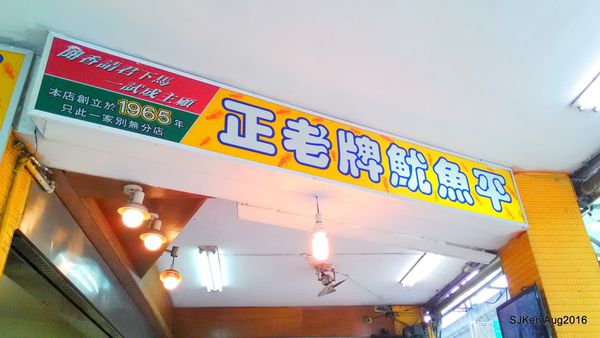 聞香請君下馬
一試成主顧
本店創立於1965年
只此一家別無分店
正老牌魷魚平
SJKen Aug2016